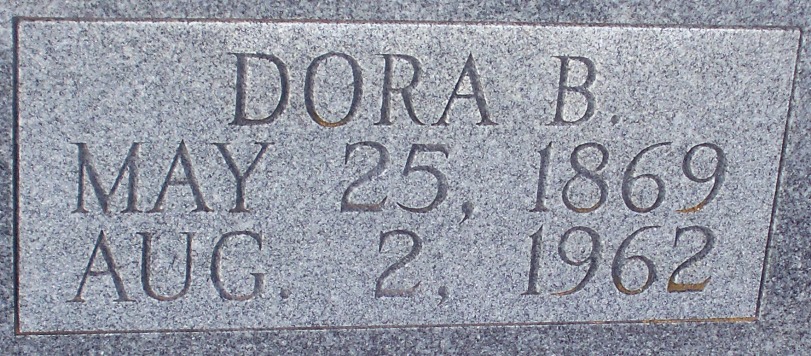 DORA B.
MAY 25, 1869
AUG. 2, 1962